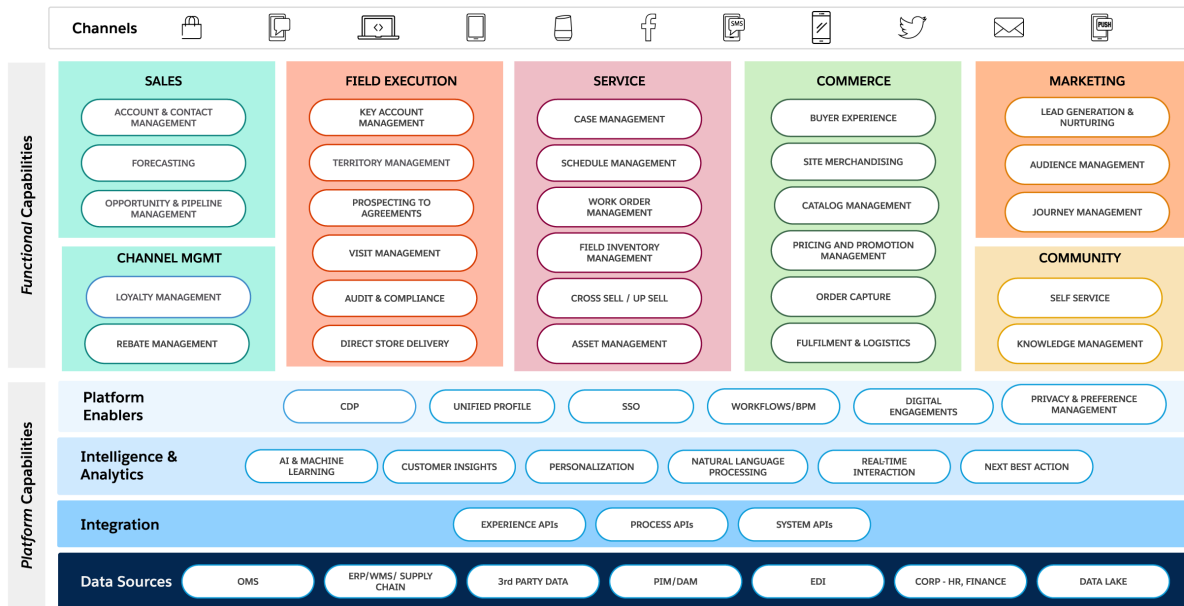 Channels
SMS
PUSH
Functional Capabilities
SALES
ACCOUNT & CONTACT
MANAGEMENT
FORECASTING
OPPORTUNITY & PIPELINE
MANAGEMENT
CHANNEL MGMT
LOYALTY MANAGEMENT
REBATE MANAGEMENT
FIELD EXECUTION
KEY ACCOUNT
MANAGEMENT
TERRITORY MANAGEMENT
PROSPECTING TO
AGREEMENTS
VISIT MANAGEMENT
AUDIT & COMPLIANCE
DIRECT STORE DELIVERY
SERVICE
CASE MANAGEMENT
SCHEDULE MANAGEMENT
WORK ORDER
MANAGEMENT
FIELD INVENTORY
MANAGEMENT
CROSS SELL / UP SELL
ASSET MANAGEMENT
COMMERCE
BUYER EXPERIENCE
SITE MERCHANDISING
CATALOG MANAGEMENT
PRICING AND PROMOTION
MANAGEMENT
ORDER CAPTURE
FULFILMENT & LOGISTICS
MARKETING
LEAD GENERATION &
NURTURING
AUDIENCE MANAGEMENT
JOURNEY MANAGEMENT
COMMUNITY
SELF SERVICE
KNOWLEDGE MANAGEMENT
Platform Capabilities
Platform
Enablers
CDP
UNIFIED PROFILE
SSO
WORKFLOWS/BPM
DIGITAL
ENGAGEMENTS
PRIVACY & PREFERENCE
MANAGEMENT
Intelligence &
Analytics
AI & MACHINE
LEARNING
CUSTOMER INSIGHTS
PERSONALIZATION
NATURAL LANGUAGE
PROCESSING
REAL-TIME
INTERACTION
NEXT BEST ACTION
Integration
EXPERIENCE APIs
PROCESS APIs
SYSTEM APIs
Data Sources
OMS
ERP/WMS/ SUPPLY
CHAIN
3rd PARTY DATA
PIM/DAM
EDI
CORP - HR, FINANCE
DATA LAKE